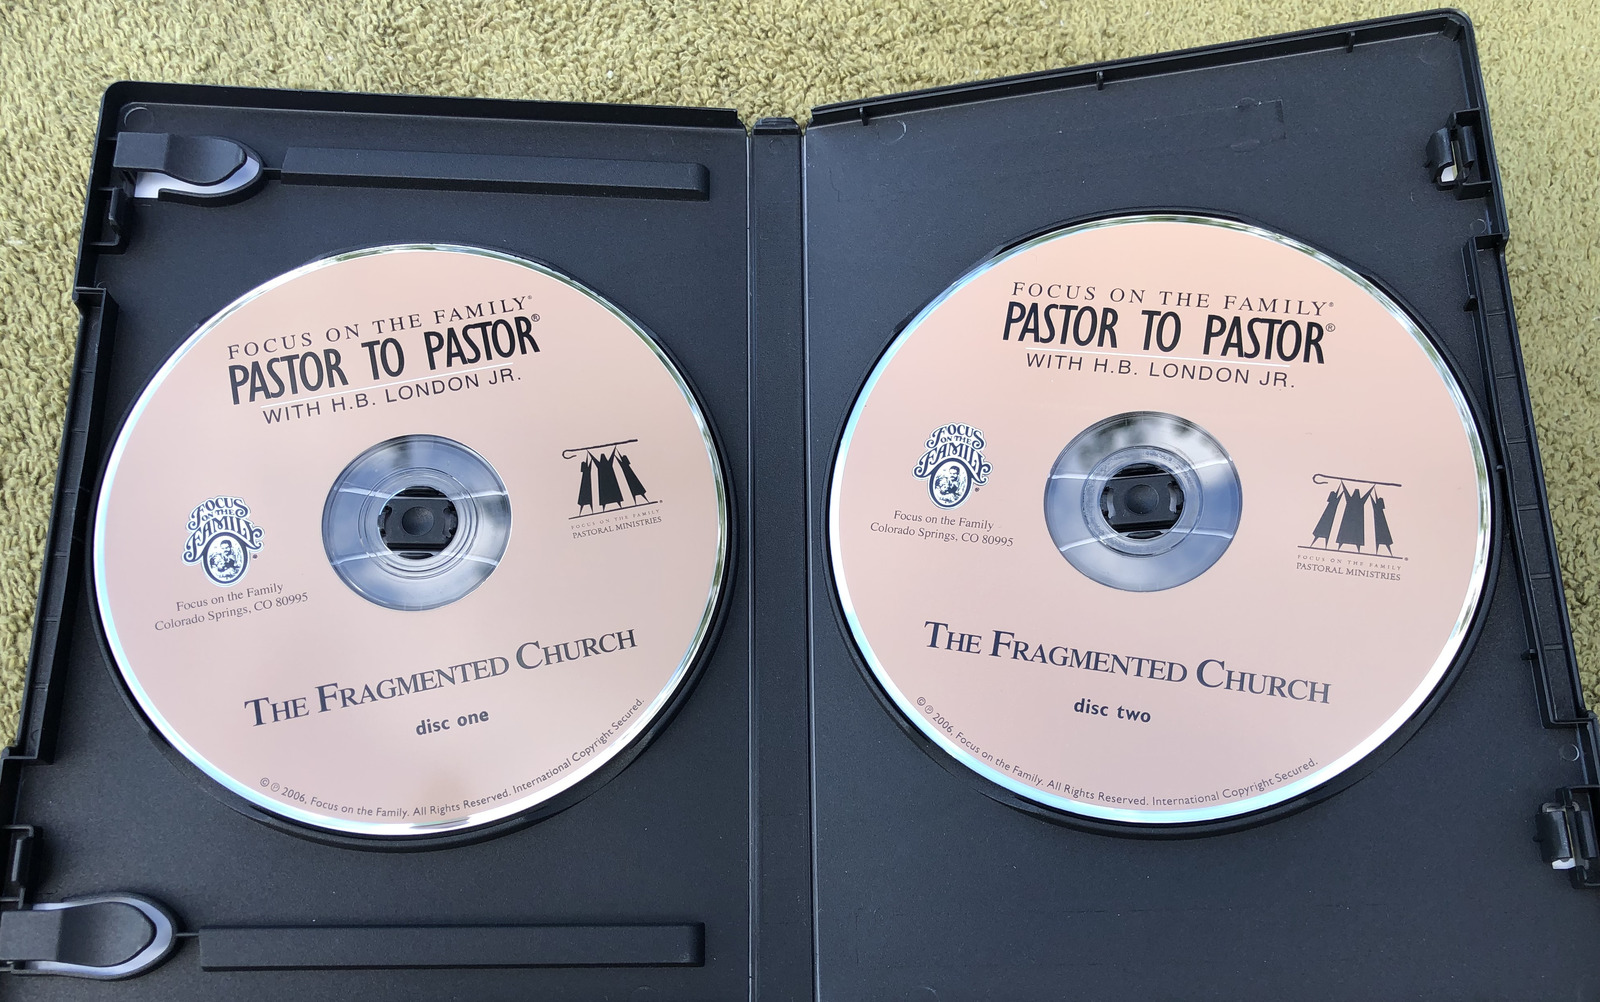 FOCUS ON THE FAMILY®
PASTOR TO PASTOR®
WITH H.B. LONDON JR.
FOCUS
ON THE
FAMILY
Focus on the Family
Colorado Springs, CO 80995
FOCUS ON THE FAMILY
PASTORAL MINISTRIES
THE FRAGMENTED CHURCH
disc one
© ℗ 2006, Focus on the Family. All Rights Reserved. International Copyright Secured.
FOCUS ON THE FAMILY®
PASTOR TO PASTOR®
WITH H.B. LONDON JR.
FOCUS
ON THE
FAMILY
Focus on the Family
Colorado Springs, CO 80995
FOCUS ON THE FAMILY
PASTORAL MINISTRIES
THE FRAGMENTED CHURCH
disc two
© ℗ 2006, Focus on the Family. All Rights Reserved. International Copyright Secured.